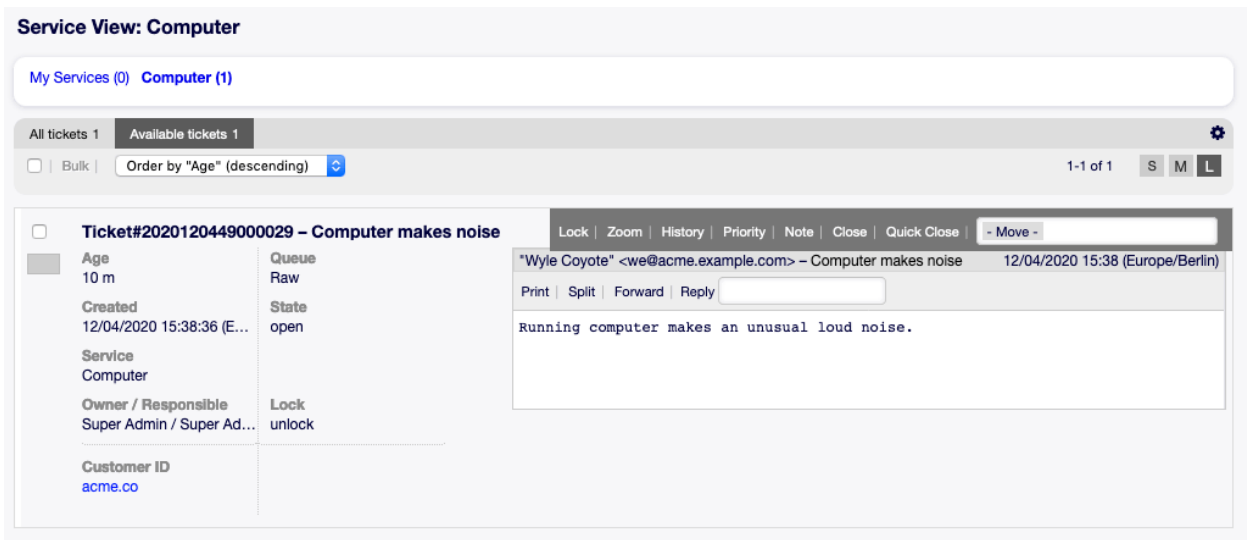 Service View: Computer
My Services (0) Computer (1)
All tickets 1 Available tickets 1
Bulk | Order by "Age" (descending) 1-1 of 1 S M L
Ticket#2020120449000029 – Computer makes noise
Lock | Zoom | History | Priority | Note | Close | Quick Close | - Move -
Age
10 m
Queue
Raw
Created
12/04/2020 15:38:36 (E...
State
open
Service
Computer
Owner / Responsible
Super Admin / Super Ad...
Lock
unlock
Customer ID
acme.co
"Wyle Coyote" <we@acme.example.com> – Computer makes noise 12/04/2020 15:38 (Europe/Berlin)
Print | Split | Forward | Reply
Running computer makes an unusual loud noise.